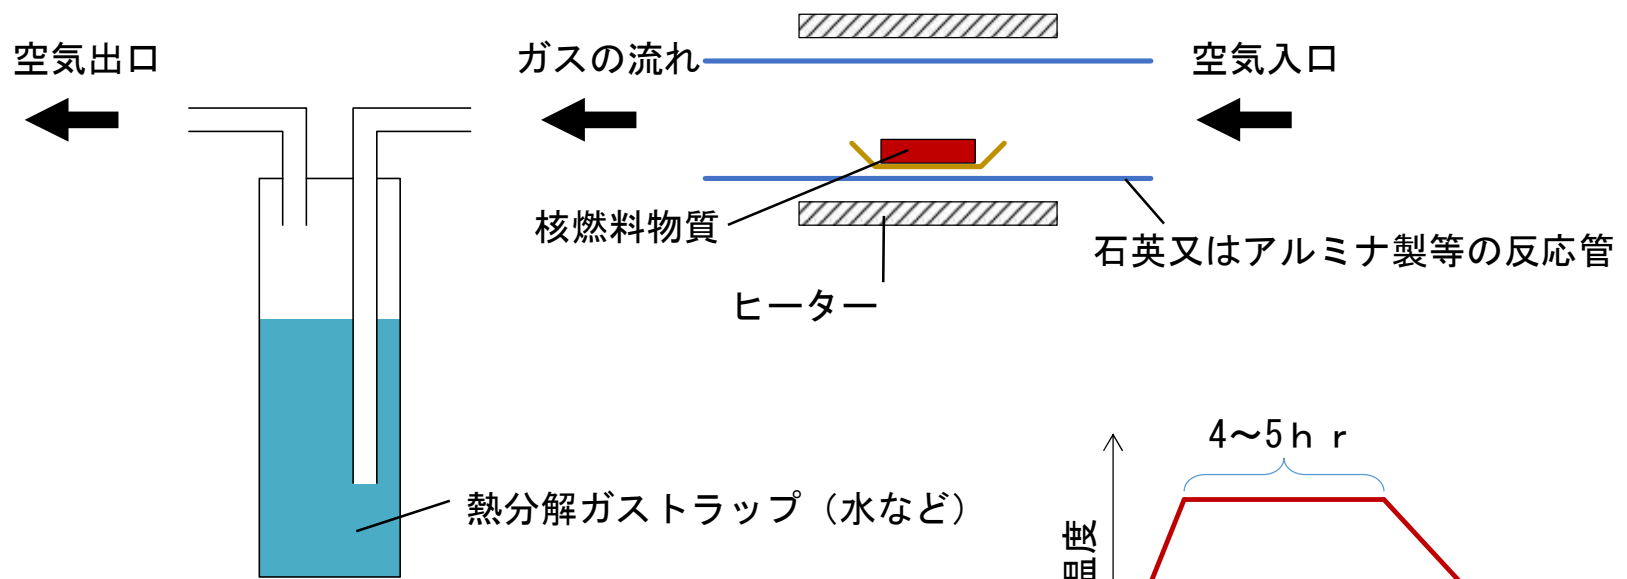 空気出口
ガスの流れ
空気入口
核燃料物質
石英又はアルミナ製等の反応管
ヒーター
4～5ｈｒ
熱分解ガストラップ（水など）
温度